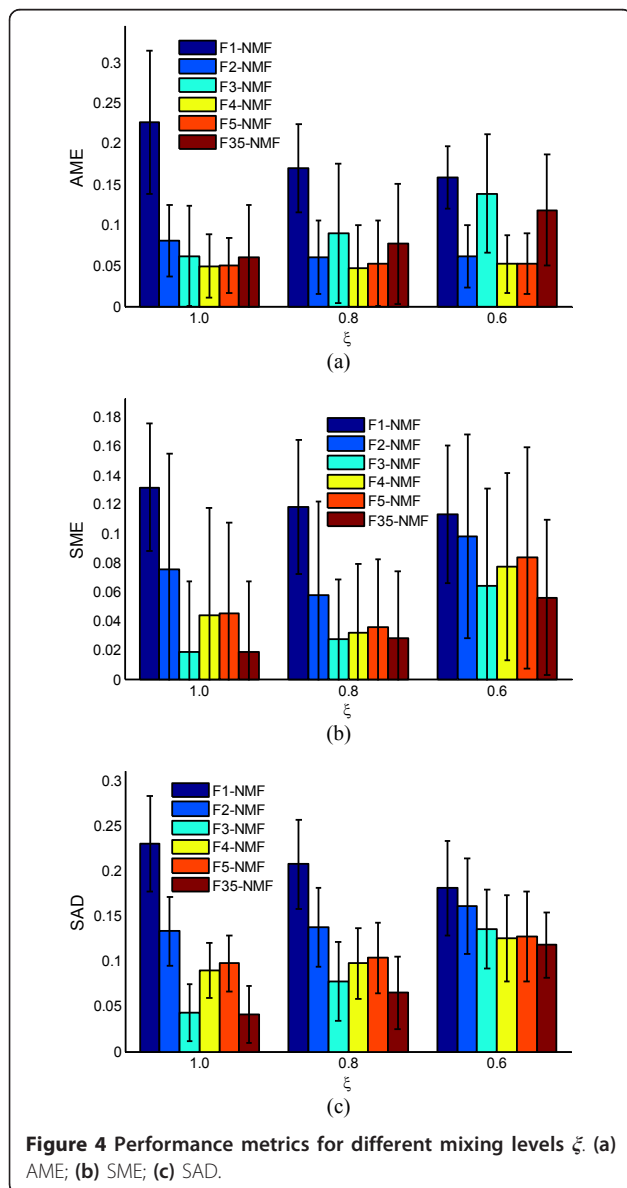 0.3
0.25
0.2
0.15
0.1
0.05
0
AME
F1-NMF
F2-NMF
F3-NMF
F4-NMF
F5-NMF
F35-NMF
1.0 0.8 0.6
ξ
(a)
0.18
0.16
0.14
0.12
0.1
0.08
0.06
0.04
0.02
0
SME
F1-NMF
F2-NMF
F3-NMF
F4-NMF
F5-NMF
F35-NMF
1.0 0.8 0.6
ξ
(b)
0.3
0.25
0.2
0.15
0.1
0.05
0
SAD
F1-NMF
F2-NMF
F3-NMF
F4-NMF
F5-NMF
F35-NMF
1.0 0.8 0.6
ξ
(c)
Figure 4 Performance metrics for different mixing levels ξ. (a)
AME; (b) SME; (c) SAD.